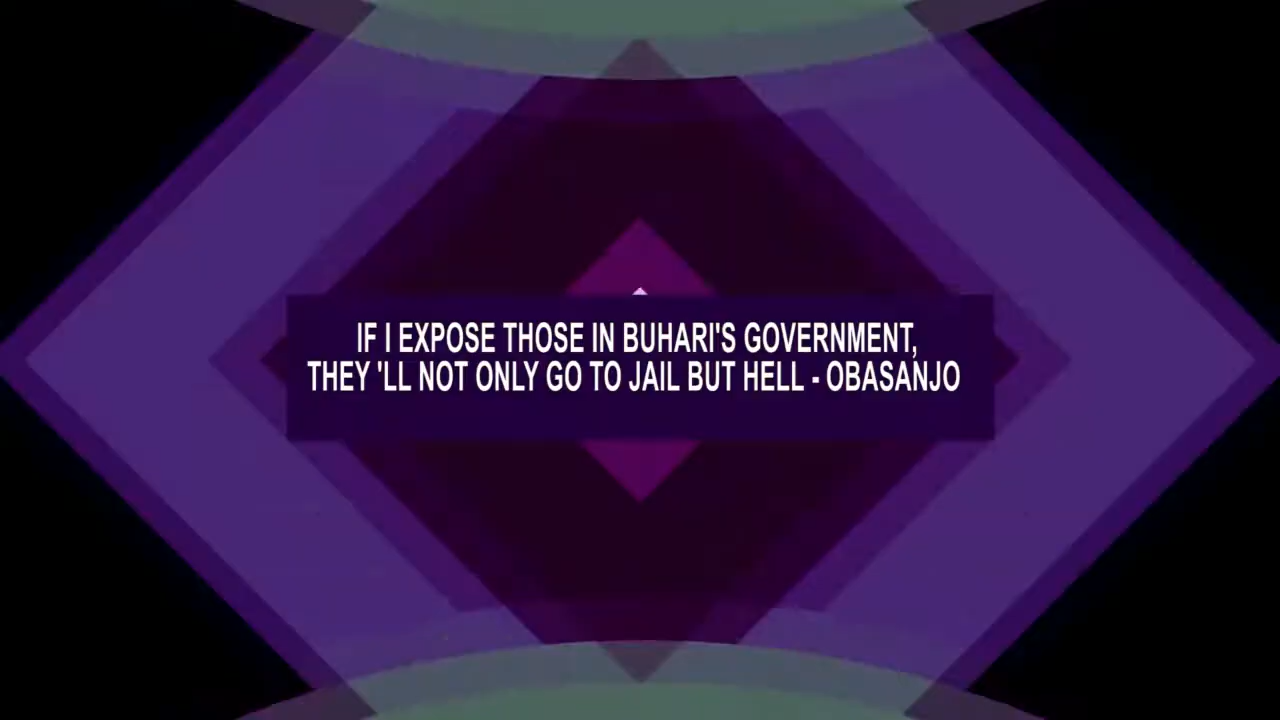 IF I EXPOSE THOSE IN BUHARI'S GOVERNMENT,
THEY 'LL NOT ONLY GO TO JAIL BUT HELL - OBASANJO